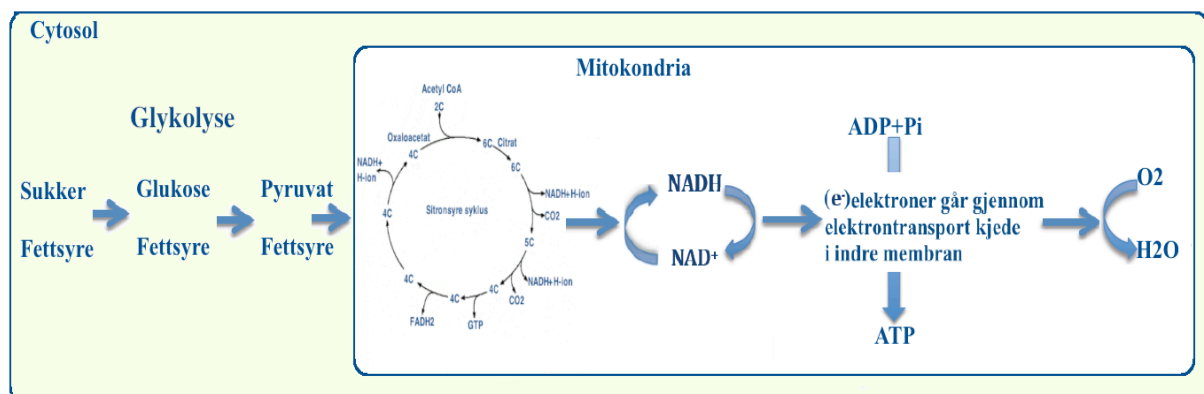 Cytosol
Mitokondria
Glykolyse
Sukker
Fettsyre
Glukose
Fettsyre
Pyruvat
Fettsyre
Acetyl CoA
2C
Oxaloacetat
4C
6C Citrat
6C
NADH+H-ion
CO2
5C
NADH+H-ion
CO2
4C
GTP
4C
FADH2
4C
4C
NADH+
H-ion
Sitronsyre syklus
NADH
NAD+
ADP+Pi
(e-)elektroner går gjennom
elektrontransport kjede
i indre membran
ATP
O2
H2O